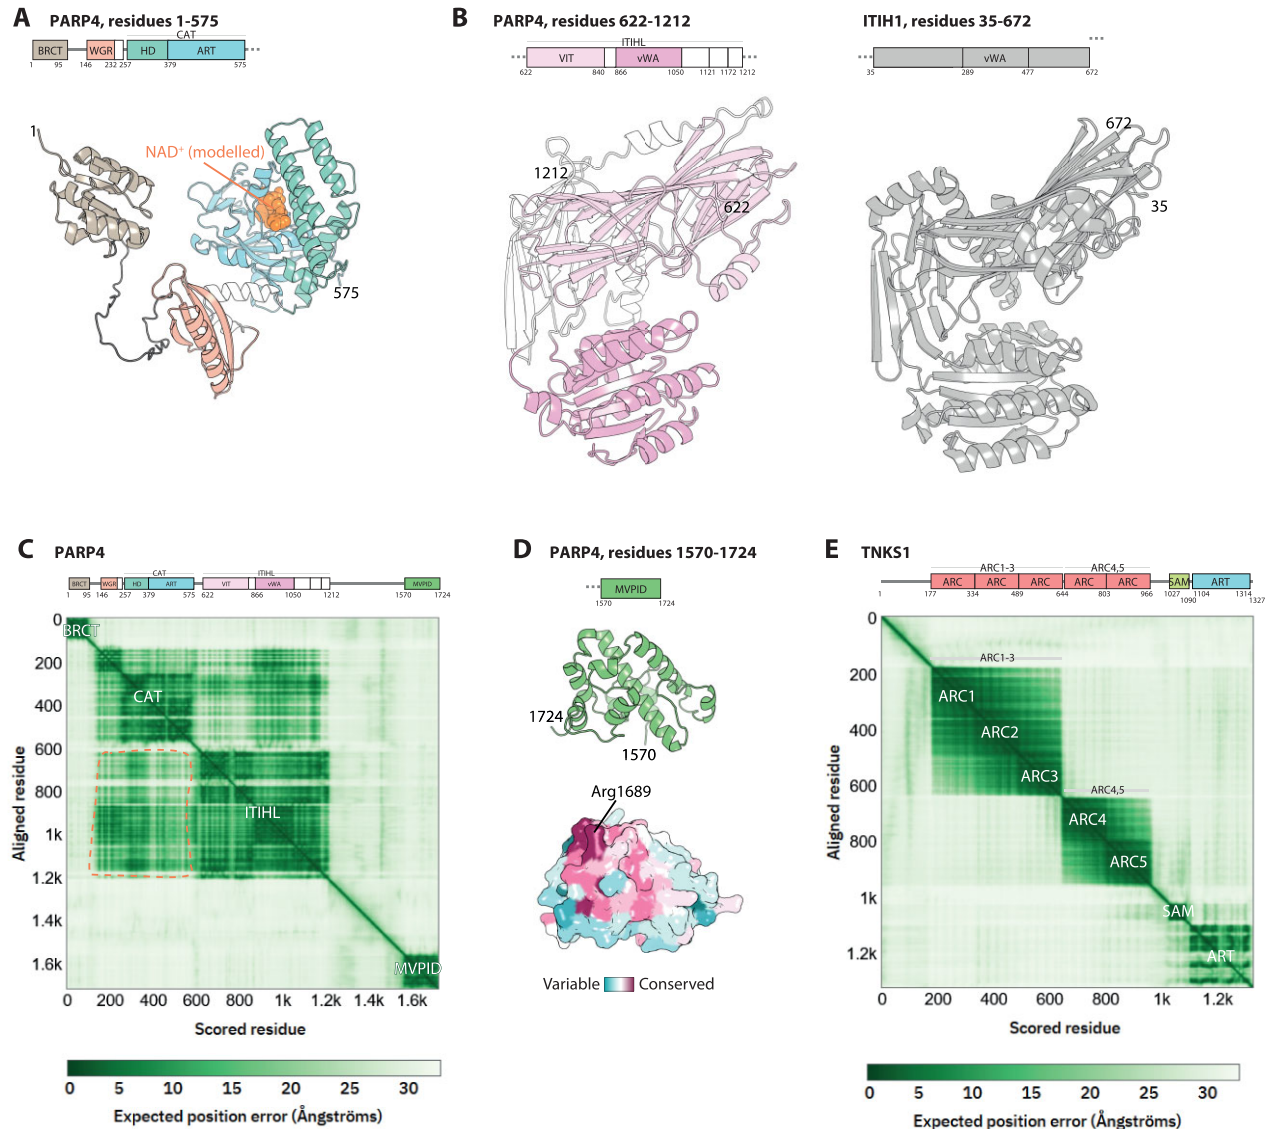 A PARP4, residues 1-575
CAT
BRCT WGR HD ART
1 95 146 232 257 379 575
1
NAD+ (modelled)
575
B PARP4, residues 622-1212
ITIHL
VIT vWA
622 840 866 1050 1121 1172 1212
1212
622
ITIH1, residues 35-672
vWA
35 289 477 672
672
35
C PARP4
CAT ITIHL
BRCT WGR HD ART VIT vWA MVPID
1 95 146 257 379 575 622 866 1050 1212 1570 1724
0
200
400
600
800
1k
1.2k
1.4k
1.6k
Aligned residue
BRCT
CAT
ITIHL
MVPID
0 200 400 600 800 1k 1.2k 1.4k 1.6k
Scored residue
0 5 10 15 20 25 30
Expected position error (Ångströms)
D PARP4, residues 1570-1724
MVPID
1570 1724
1724
1570
Arg1689
Variable Conserved
E TNKS1
ARC1-3 ARC4,5
ARC ARC ARC ARC ARC SAM ART
1 177 334 489 644 803 966 1027 1090 1104 1314 1327
0
200
400
600
800
1k
1.2k
Aligned residue
ARC1-3
ARC1
ARC2
ARC3
ARC4,5
ARC4
ARC5
SAM
ART
0 200 400 600 800 1k 1.2k
Scored residue
0 5 10 15 20 25 30
Expected position error (Ångströms)